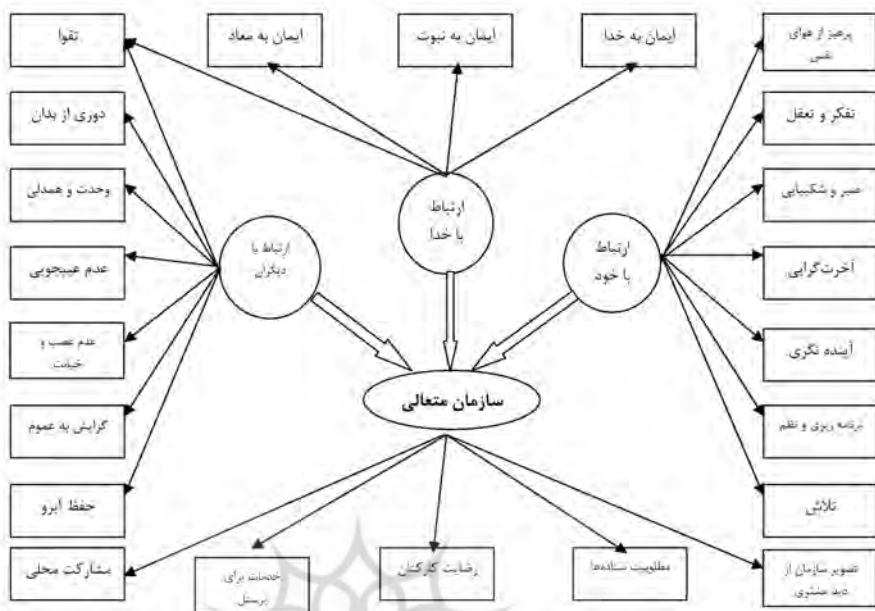 پرهیز از هوای
نفس
ایمان به خدا
ایمان به نبوت
ایمان به معاد
تقوا
تفکر و تعقل
دوری از بدان
صبر و شکیبایی
وحدت و همدلی
ارتباط
با خدا
ارتباط
با خود
ارتباط با
دیگران
آخرت‌گرایی
عدم عیبجویی
آینده نگری
عدم غصب و
خیانت
سازمان متعالی
برنامه ریزی و نظم
گرایش به عموم
تلاش
حفظ آبرو
تصویر سازمان از
دید مشتری
مطلوبیت ستاده‌ها
رضایت کارکنان
خدمات برای
پرسنل
مشارکت محلی